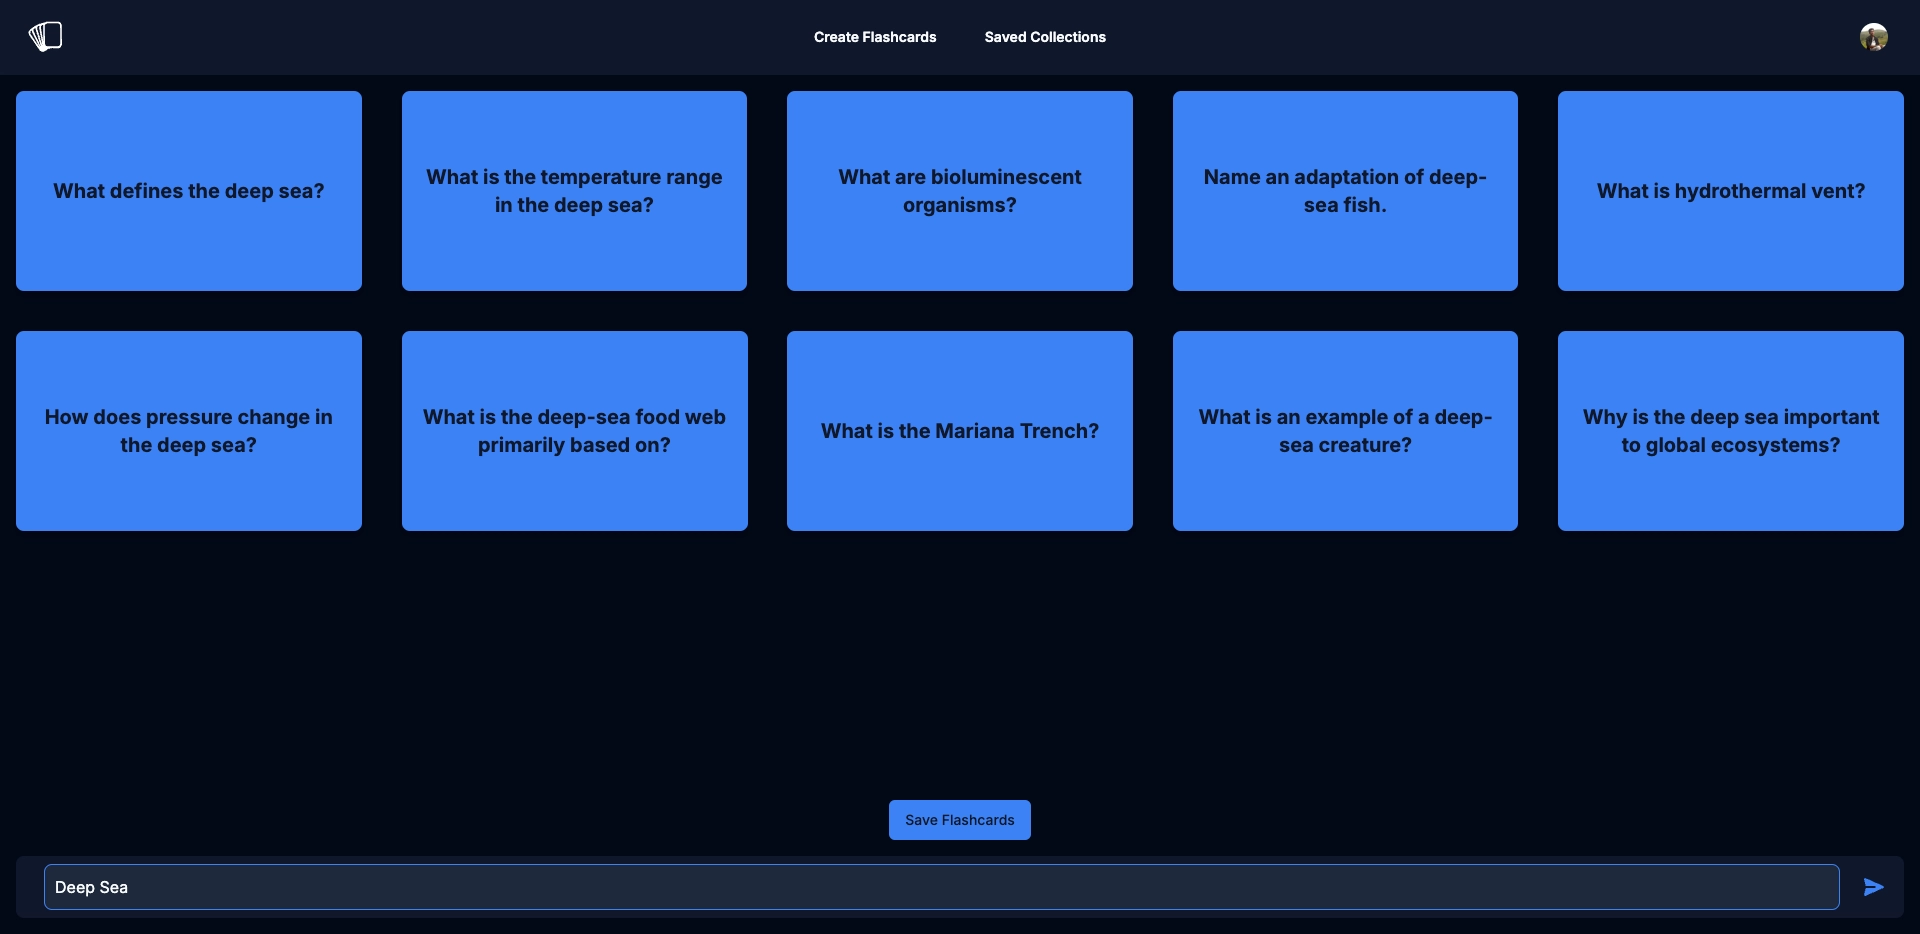 Create Flashcards
Saved Collections
What defines the deep sea?
What is the temperature range
in the deep sea?
What are bioluminescent
organisms?
Name an adaptation of deep-
sea fish.
What is hydrothermal vent?
How does pressure change in
the deep sea?
What is the deep-sea food web
primarily based on?
What is the Mariana Trench?
What is an example of a deep-
sea creature?
Why is the deep sea important
to global ecosystems?
Save Flashcards
Deep Sea